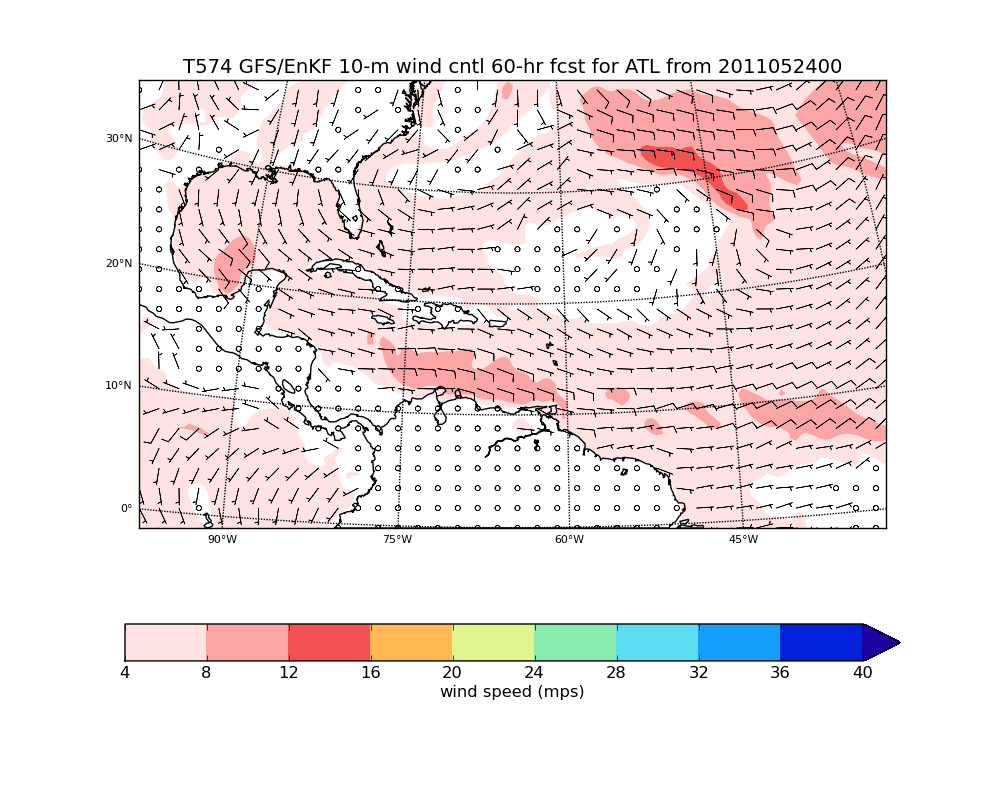 T574 GFS/EnKF 10-m wind cntl 60-hr fcst for ATL from 2011052400
30°N
20°N
10°N
0°
90°W 75°W 60°W 45°W
4 8 12 16 20 24 28 32 36 40
wind speed (mps)